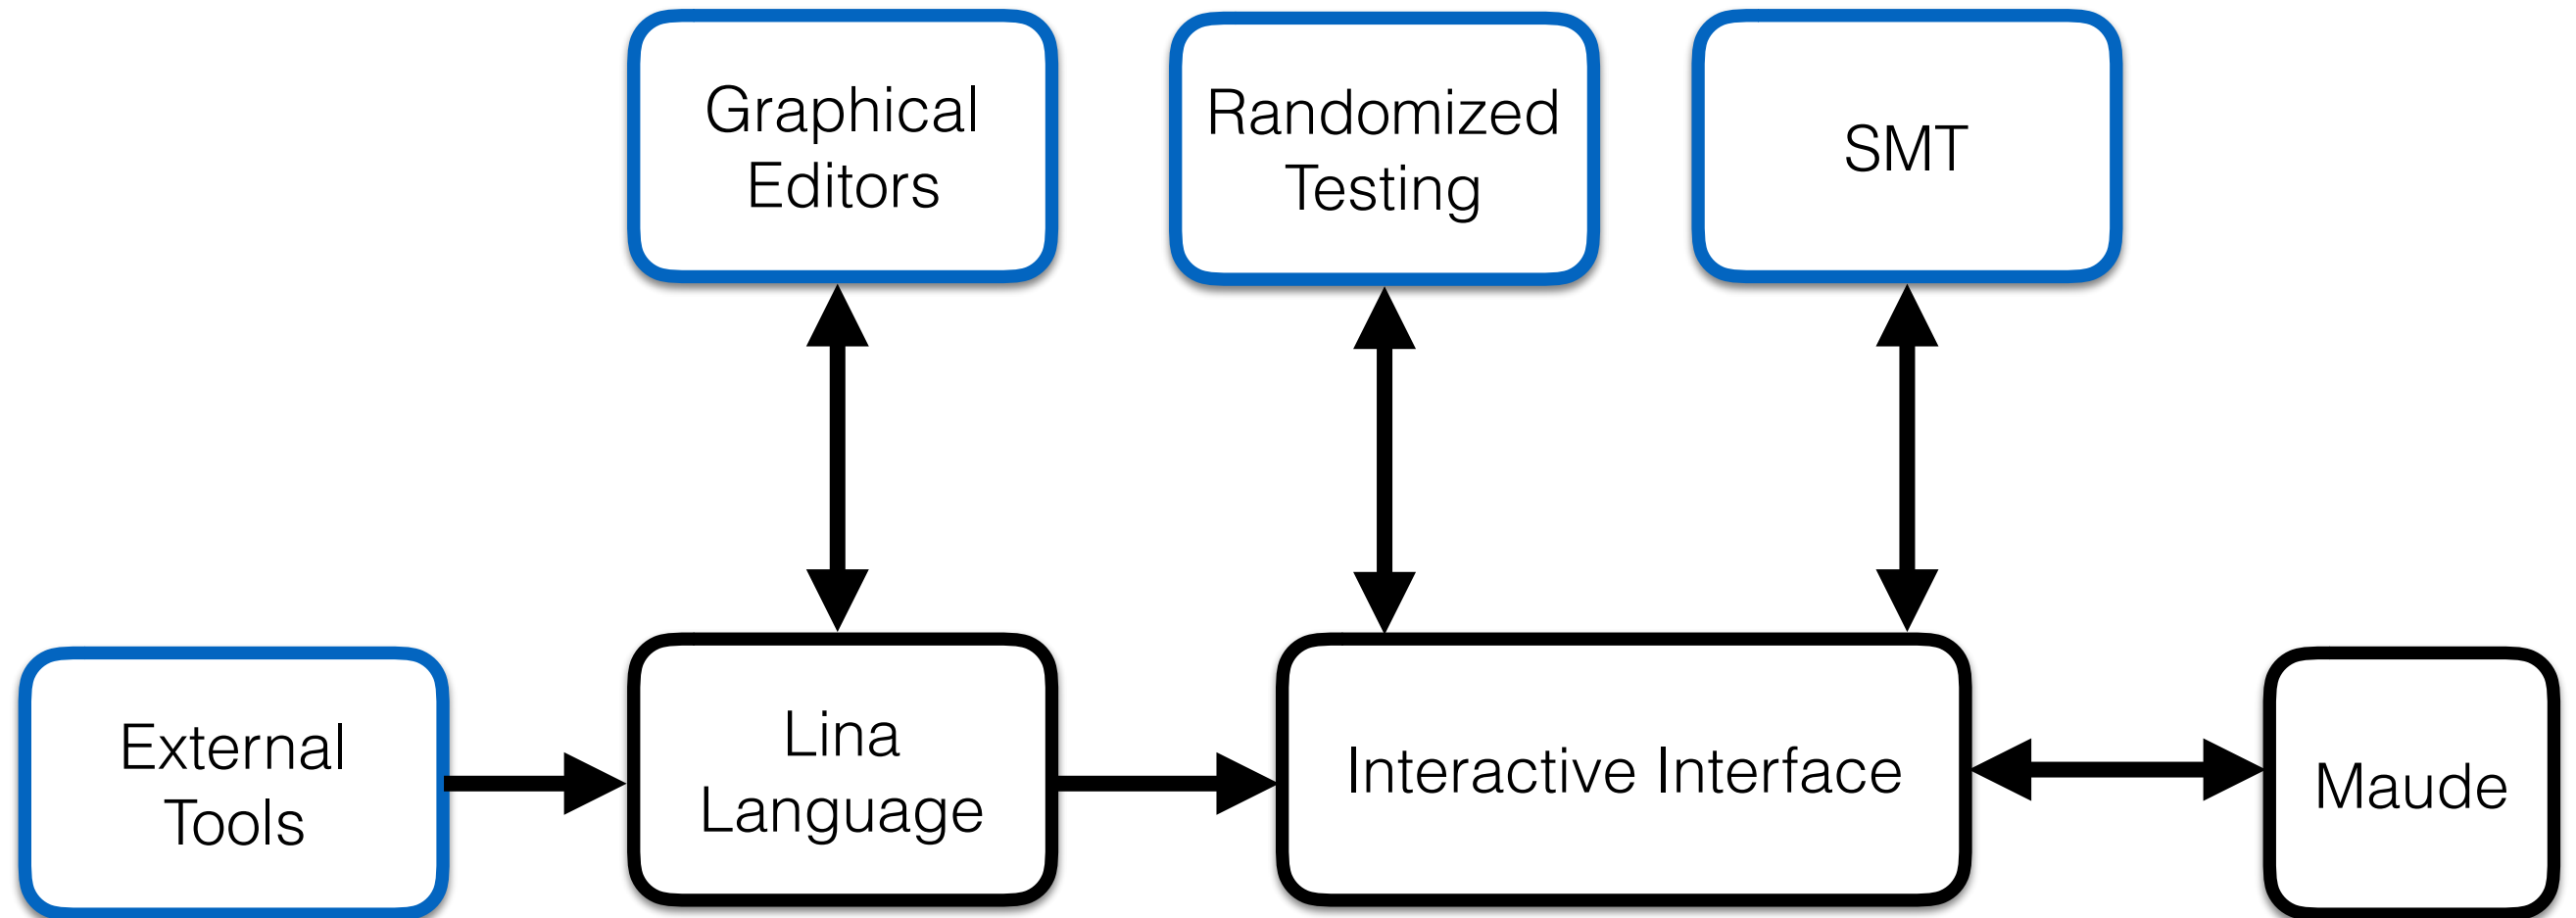 Graphical
Editors
Randomized
Testing
SMT
External
Tools
Lina
Language
Interactive Interface
Maude